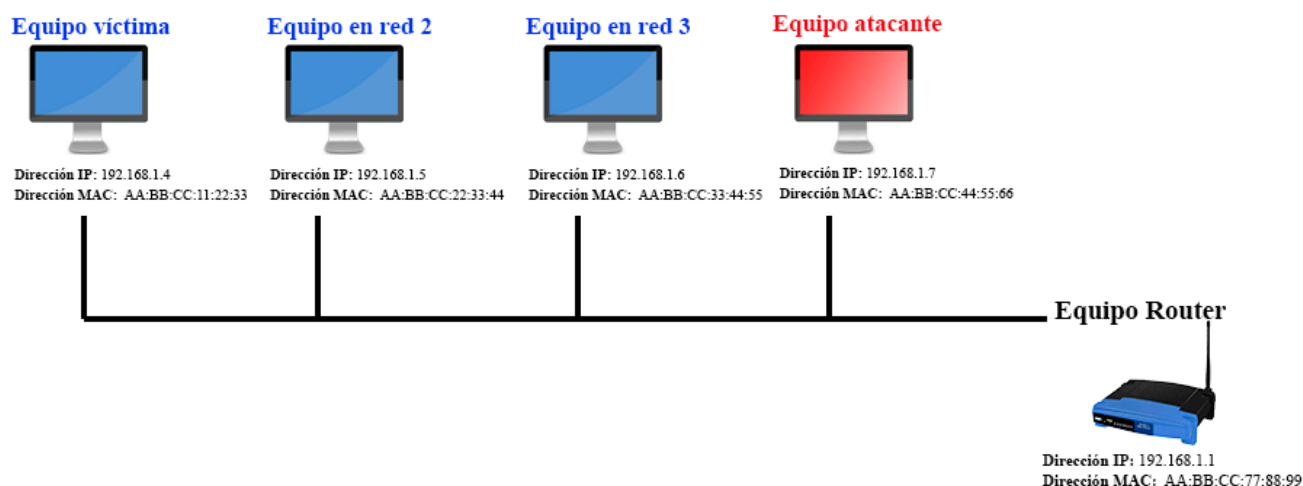 Equipo víctima
Equipo en red 2
Equipo en red 3
Equipo atacante
Dirección IP: 192.168.1.4
Dirección MAC: AA:BB:CC:11:22:33
Dirección IP: 192.168.1.5
Dirección MAC: AA:BB:CC:22:33:44
Dirección IP: 192.168.1.6
Dirección MAC: AA:BB:CC:33:44:55
Dirección IP: 192.168.1.7
Dirección MAC: AA:BB:CC:44:55:66
Equipo Router
Dirección IP: 192.168.1.1
Dirección MAC: AA:BB:CC:77:88:99